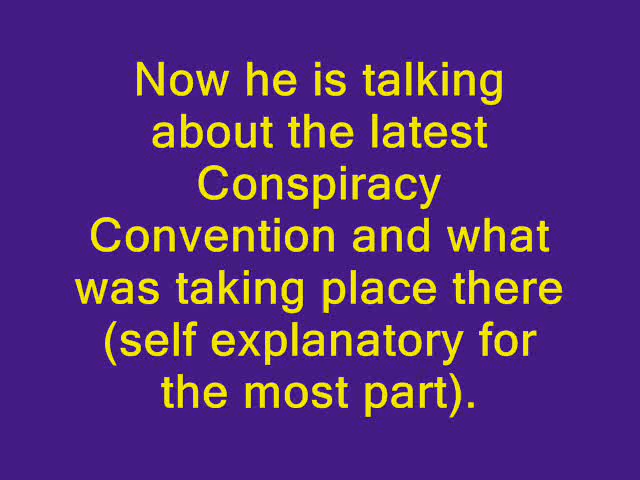 Now he is talking
about the latest
Conspiracy
Convention and what
was taking place there
(self explanatory for
the most part).